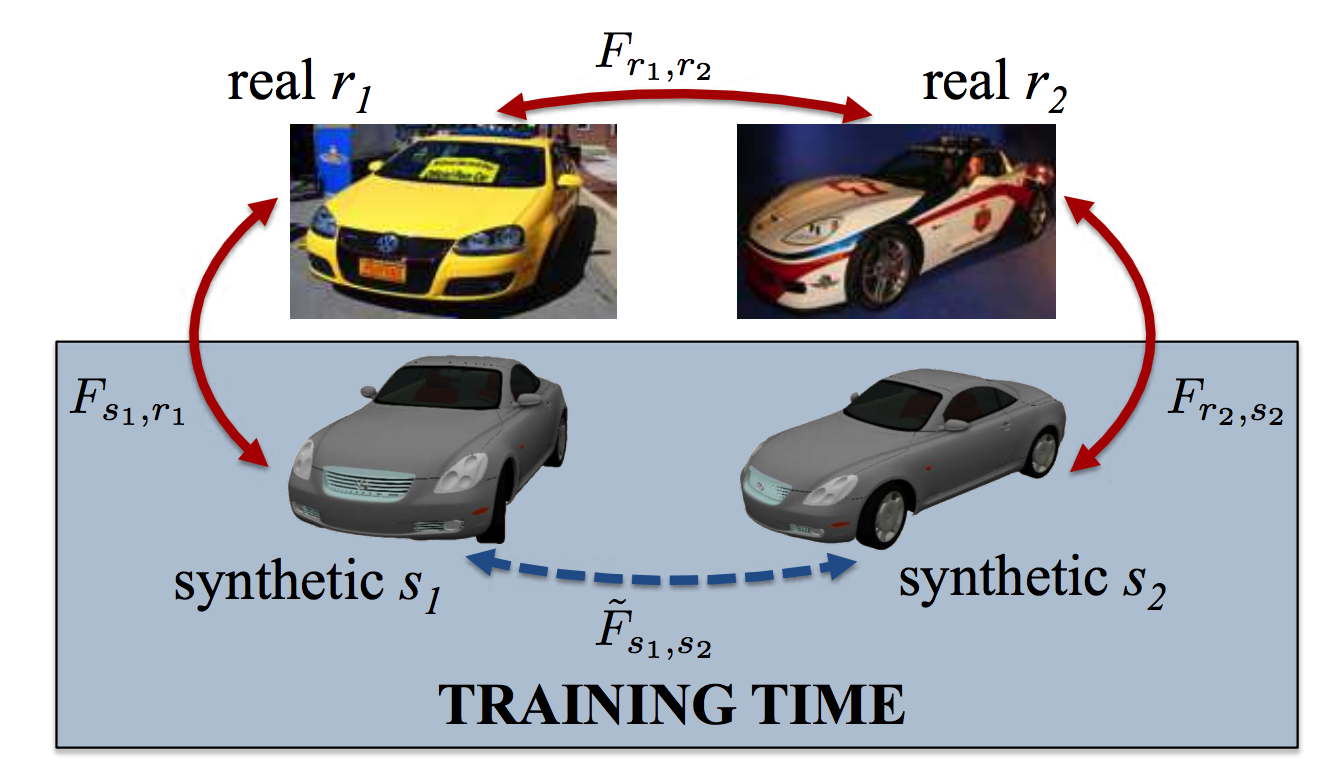 F_{r_1,r_2}
real r_1
real r_2
F_{s_1,r_1}
F_{r_2,s_2}
synthetic s_1
synthetic s_2
\tilde{F}_{s_1,s_2}
TRAINING TIME